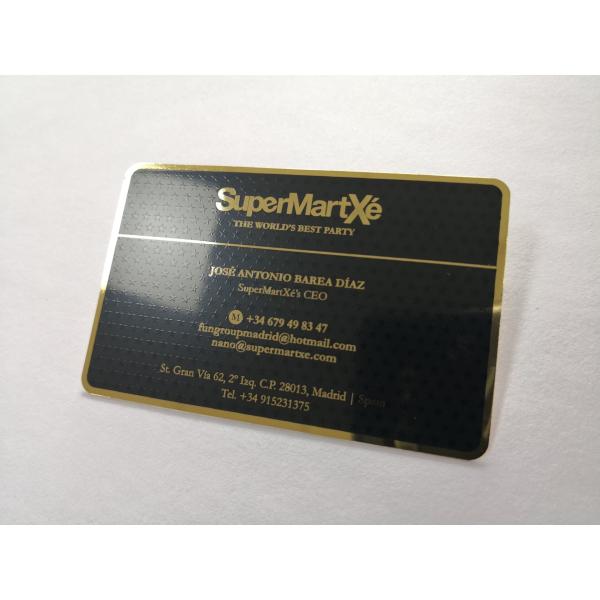 SuperMartXé
THE WORLD'S BEST PARTY
JOSÉ ANTONIO BAREA DÍAZ
SuperMartXé's CEO
M +34 679 49 83 47
fungroupmadrid@hotmail.com
nano@supermartxe.com
St. Gran Vía 62, 2º Izq. C.P. 28013, Madrid | Spain
Tel. +34 915231375